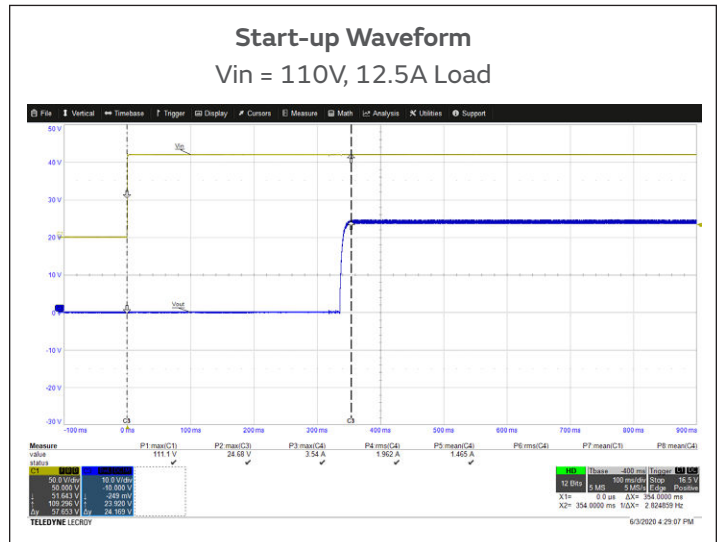 Start-up Waveform
Vin = 110V, 12.5A Load
File Vertical Timebase Trigger Display Cursors Measure Math Analysis Utilities Support
50 V
Vin
40 V
30 V
20 V
10 V
Vout
0 V
-10 V
-20 V
-30 V
-100 ms 0 ms 100 ms 200 ms 300 ms 400 ms 500 ms 600 ms 700 ms 800 ms 900 ms
Measure P1:max(C1) P2:max(C3) P3:max(C4) P4:rms(C4) P5:mean(C4) P6:rms(C4) P7:mean(C1) P8:mean(C4)
value 111.1 V 24.68 V 3.54 A 1.962 A 1.465 A
status
C1
50.0 V/div 10.0 V/div
50.000 V -10.000 V
51.643 V -249 mV
109.296 V 23.920 V
Δy 57.653 V Δy 24.169 V
HD Tbase -400 ms Trigger C1 DC
12 Bits 100 ms/div Stop 16.5 V
5 MS 5 MS/s Edge Positive
X1= 0.0 µs ΔX= 354.0000 ms
X2= 354.0000 ms 1/ΔX= 2.824859 Hz
TELEDYNE LECROY 6/3/2020 4:29:07 PM